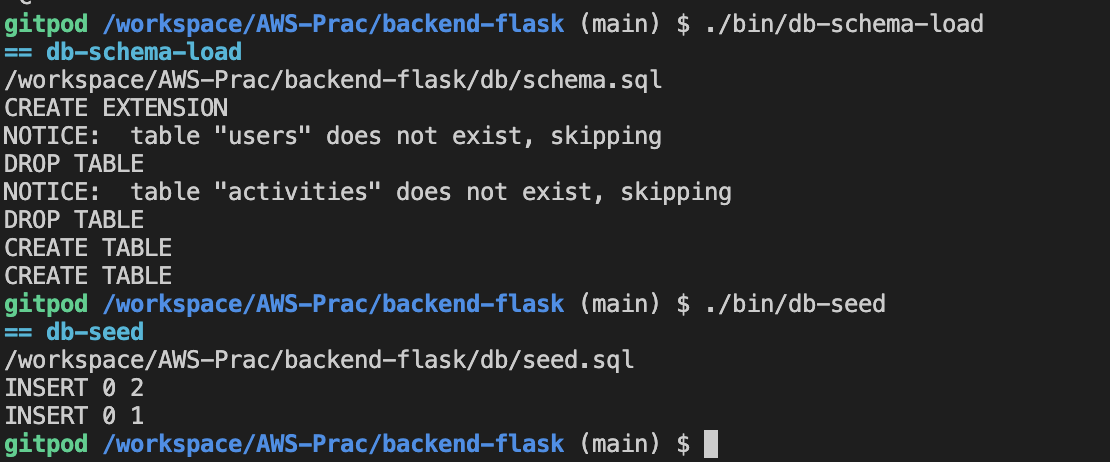 gitpod /workspace/AWS-Prac/backend-flask (main) $ ./bin/db-schema-load
== db-schema-load
/workspace/AWS-Prac/backend-flask/db/schema.sql
CREATE EXTENSION
NOTICE:  table "users" does not exist, skipping
DROP TABLE
NOTICE:  table "activities" does not exist, skipping
DROP TABLE
CREATE TABLE
CREATE TABLE
gitpod /workspace/AWS-Prac/backend-flask (main) $ ./bin/db-seed
== db-seed
/workspace/AWS-Prac/backend-flask/db/seed.sql
INSERT 0 2
INSERT 0 1
gitpod /workspace/AWS-Prac/backend-flask (main) $